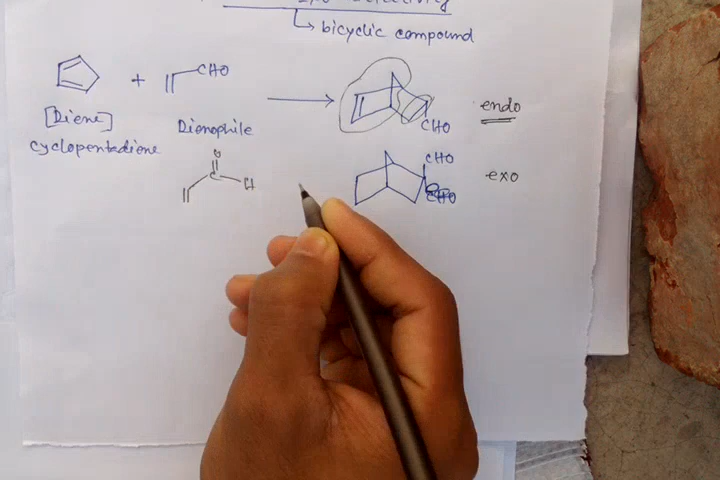 bicyclic compound
+ CHO
[Diene] Dienophile
cyclopentadiene
CHO
endo
O
C H
CHO
exo